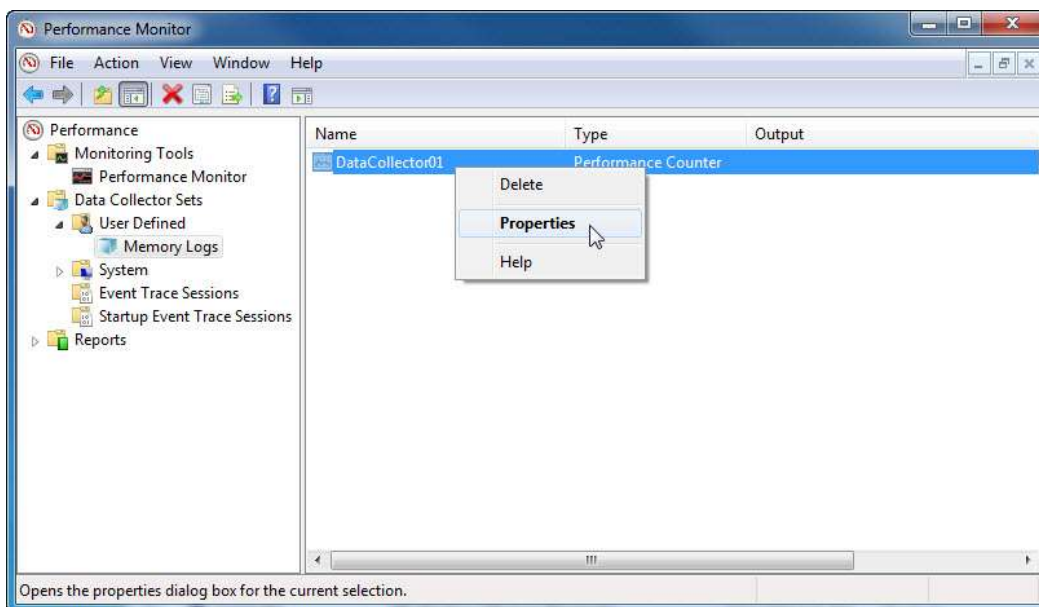 Performance Monitor
File Action View Window Help
Performance
Monitoring Tools
Performance Monitor
Data Collector Sets
User Defined
Memory Logs
System
Event Trace Sessions
Startup Event Trace Sessions
Reports
Name Type Output
DataCollector01 Performance Counter
Delete
Properties
Help
Opens the properties dialog box for the current selection.